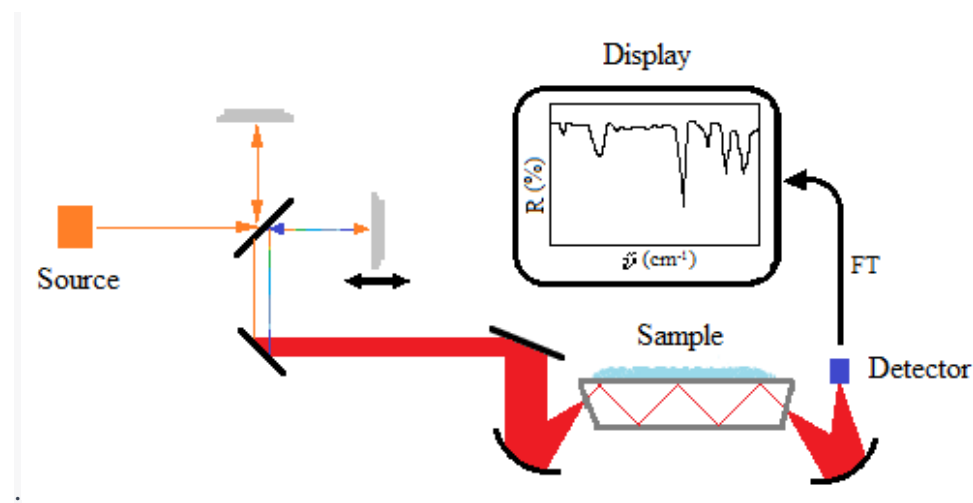 Display
R (%)
ν̃ (cm⁻¹)
Source
FT
Sample
Detector
.